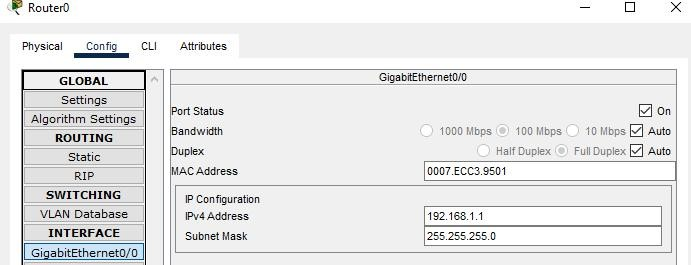 Router0
Physical Config CLI Attributes
GLOBAL
Settings
Algorithm Settings
ROUTING
Static
RIP
SWITCHING
VLAN Database
INTERFACE
GigabitEthernet0/0
GigabitEthernet0/0
Port Status On
Bandwidth 1000 Mbps 100 Mbps 10 Mbps Auto
Duplex Half Duplex Full Duplex Auto
MAC Address 0007.ECC3.9501
IP Configuration
IPv4 Address 192.168.1.1
Subnet Mask 255.255.255.0